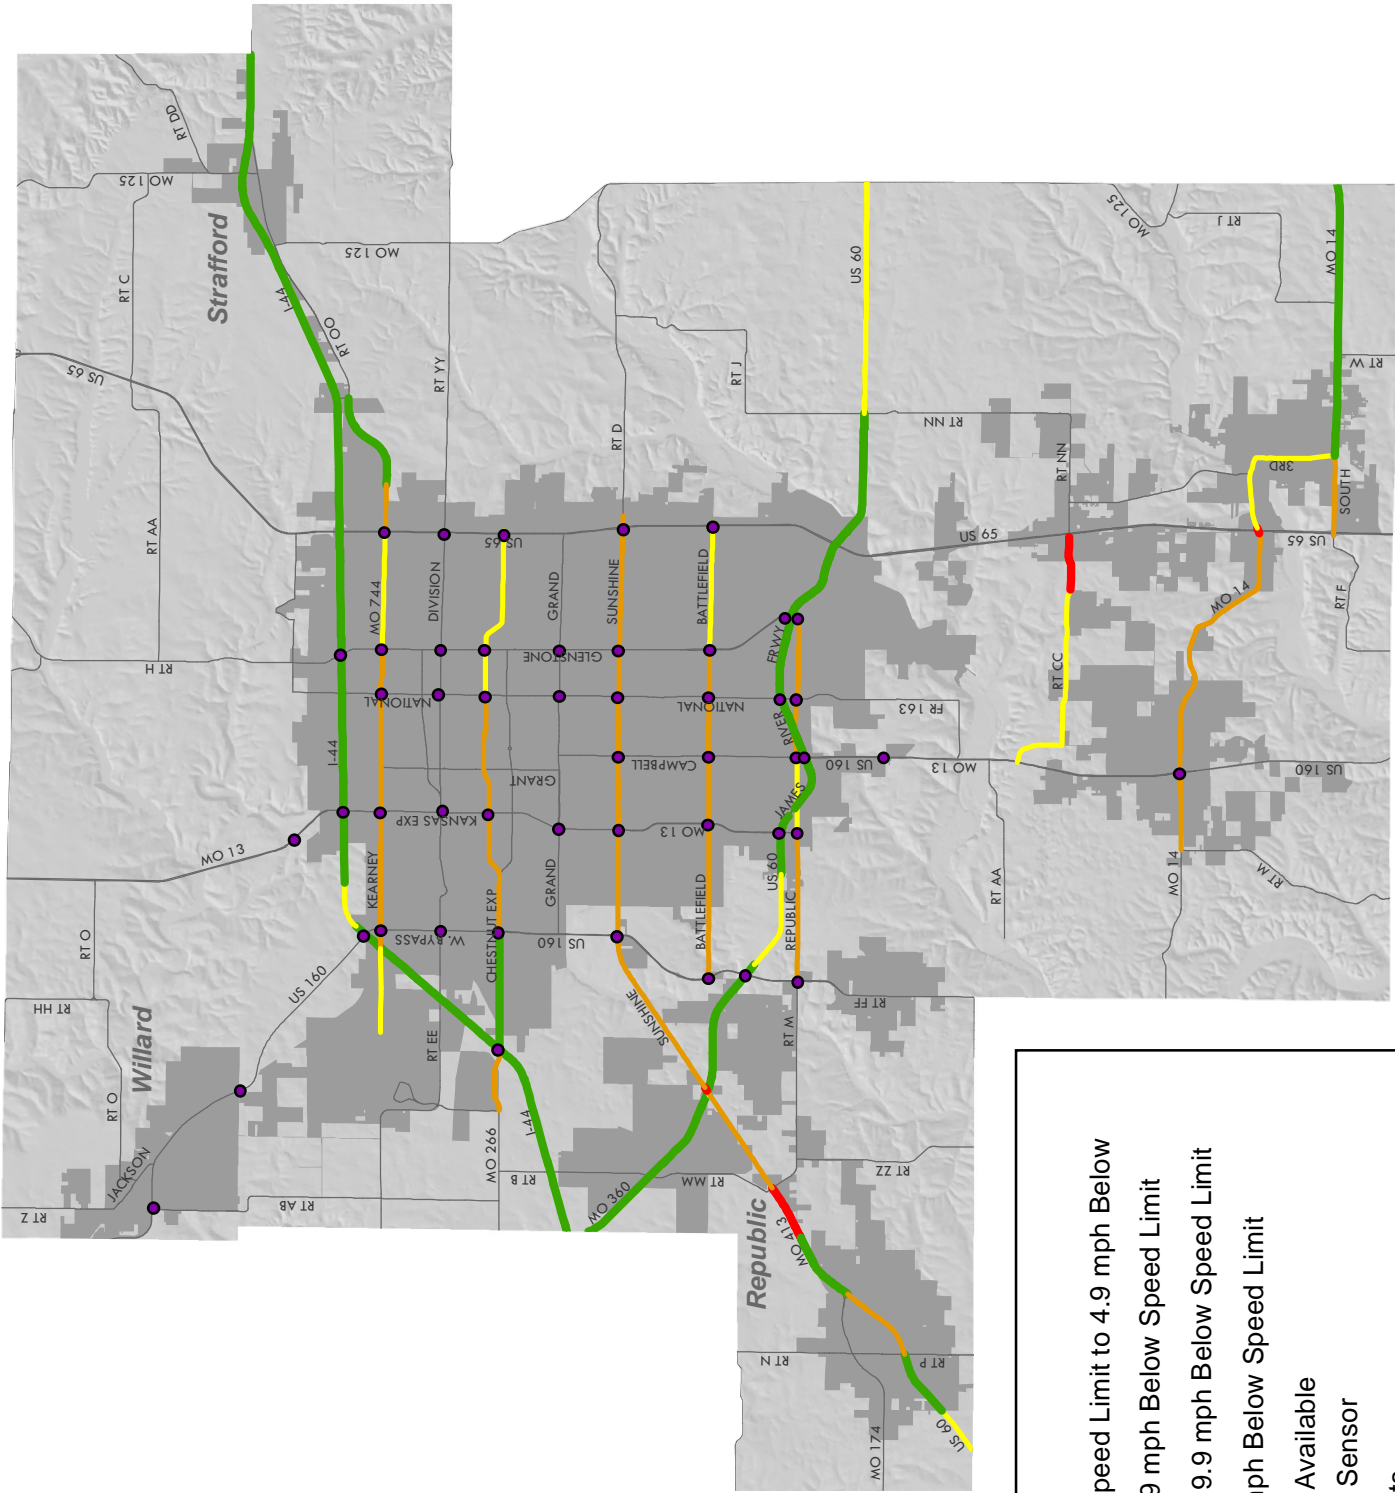 RT DD
MO 125
RT C
Strafford
MO 125
I-44
RT OO
US 65
RT YY
RT J
US 60
MO 125
RT J
MO 14
RT W
RT D
RT NN
RT NN
3RD
SOUTH
RT AA
US 65
US 65
US 65
MO 744
DIVISION
GRAND
SUNSHINE
BATTLEFIELD
MO 14
RT F
RT H
GLENSTONE
FRWY
RT CC
NATIONAL
NATIONAL
FR 163
RIVER
I-44
GRANT
CAMPBELL
US 160
MO 13
US 160
JAMES
MO 13
KANSAS EXP
MO 13
KEARNEY
GRAND
US 60
RT AA
MO 14
RT M
RT O
W. BYPASS
CHESTNUT EXP
US 160
BATTLEFIELD
REPUBLIC
US 160
RT HH
Willard
RT EE
SUNSHINE
RT M
RT FF
RT O
JACKSON
MO 266
I-44
RT B
RT MM
RT ZZ
RT Z
RT AB
MO 360
Republic
MO 413
RT N
RT P
MO 174
US 60
peed Limit to 4.9 mph Below
9 mph Below Speed Limit
9.9 mph Below Speed Limit
ph Below Speed Limit
Available
Sensor